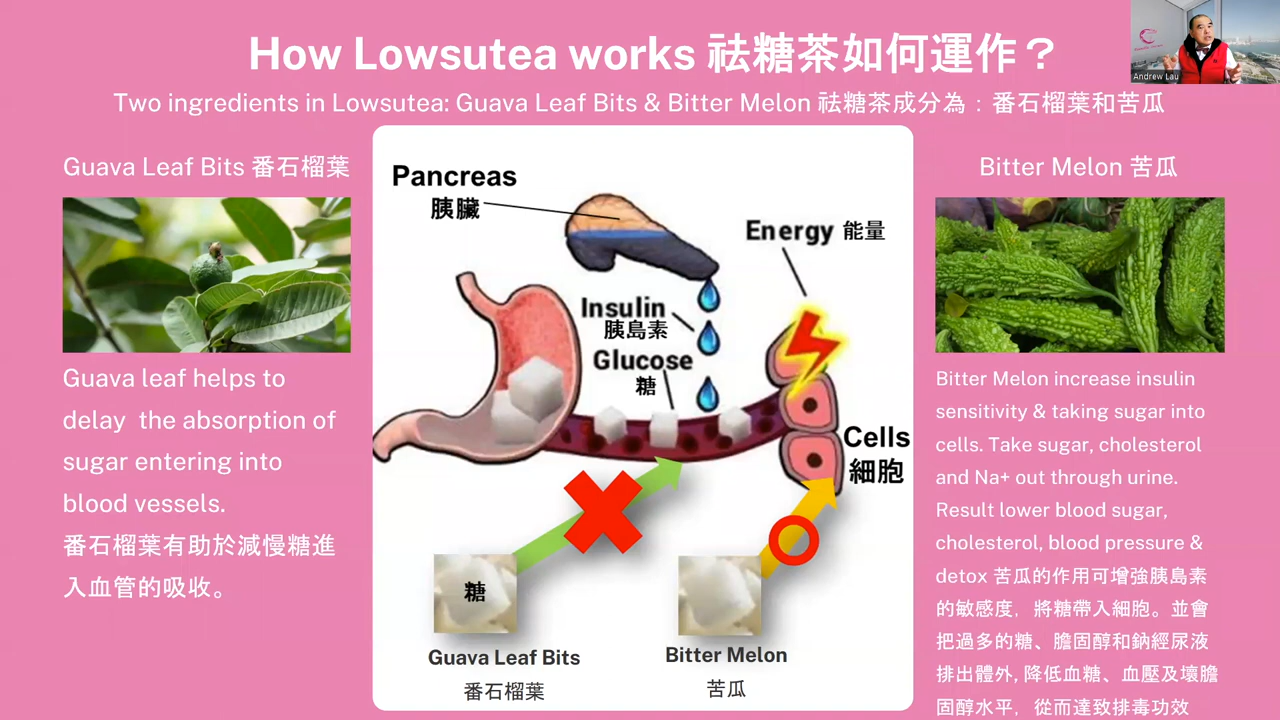 How Lowsutea works 祛糖茶如何運作？
Two ingredients in Lowsutea: Guava Leaf Bits & Bitter Melon 祛糖茶成分為：番石榴葉和苦瓜
Andrew Lau
Guava Leaf Bits 番石榴葉
Guava leaf helps to
delay the absorption of
sugar entering into
blood vessels.
番石榴葉有助於減慢糖進
入血管的吸收。
Pancreas
胰臟
Energy 能量
Insulin
胰島素
Glucose
糖
Cells
細胞
糖
Guava Leaf Bits
番石榴葉
Bitter Melon
苦瓜
Bitter Melon 苦瓜
Bitter Melon increase insulin
sensitivity & taking sugar into
cells. Take sugar, cholesterol
and Na+ out through urine.
Result lower blood sugar,
cholesterol, blood pressure &
detox 苦瓜的作用可增強胰島素
的敏感度，將糖帶入細胞。並會
把過多的糖、膽固醇和鈉經尿液
排出體外, 降低血糖、血壓及壞膽
固醇水平，從而達致排毒功效